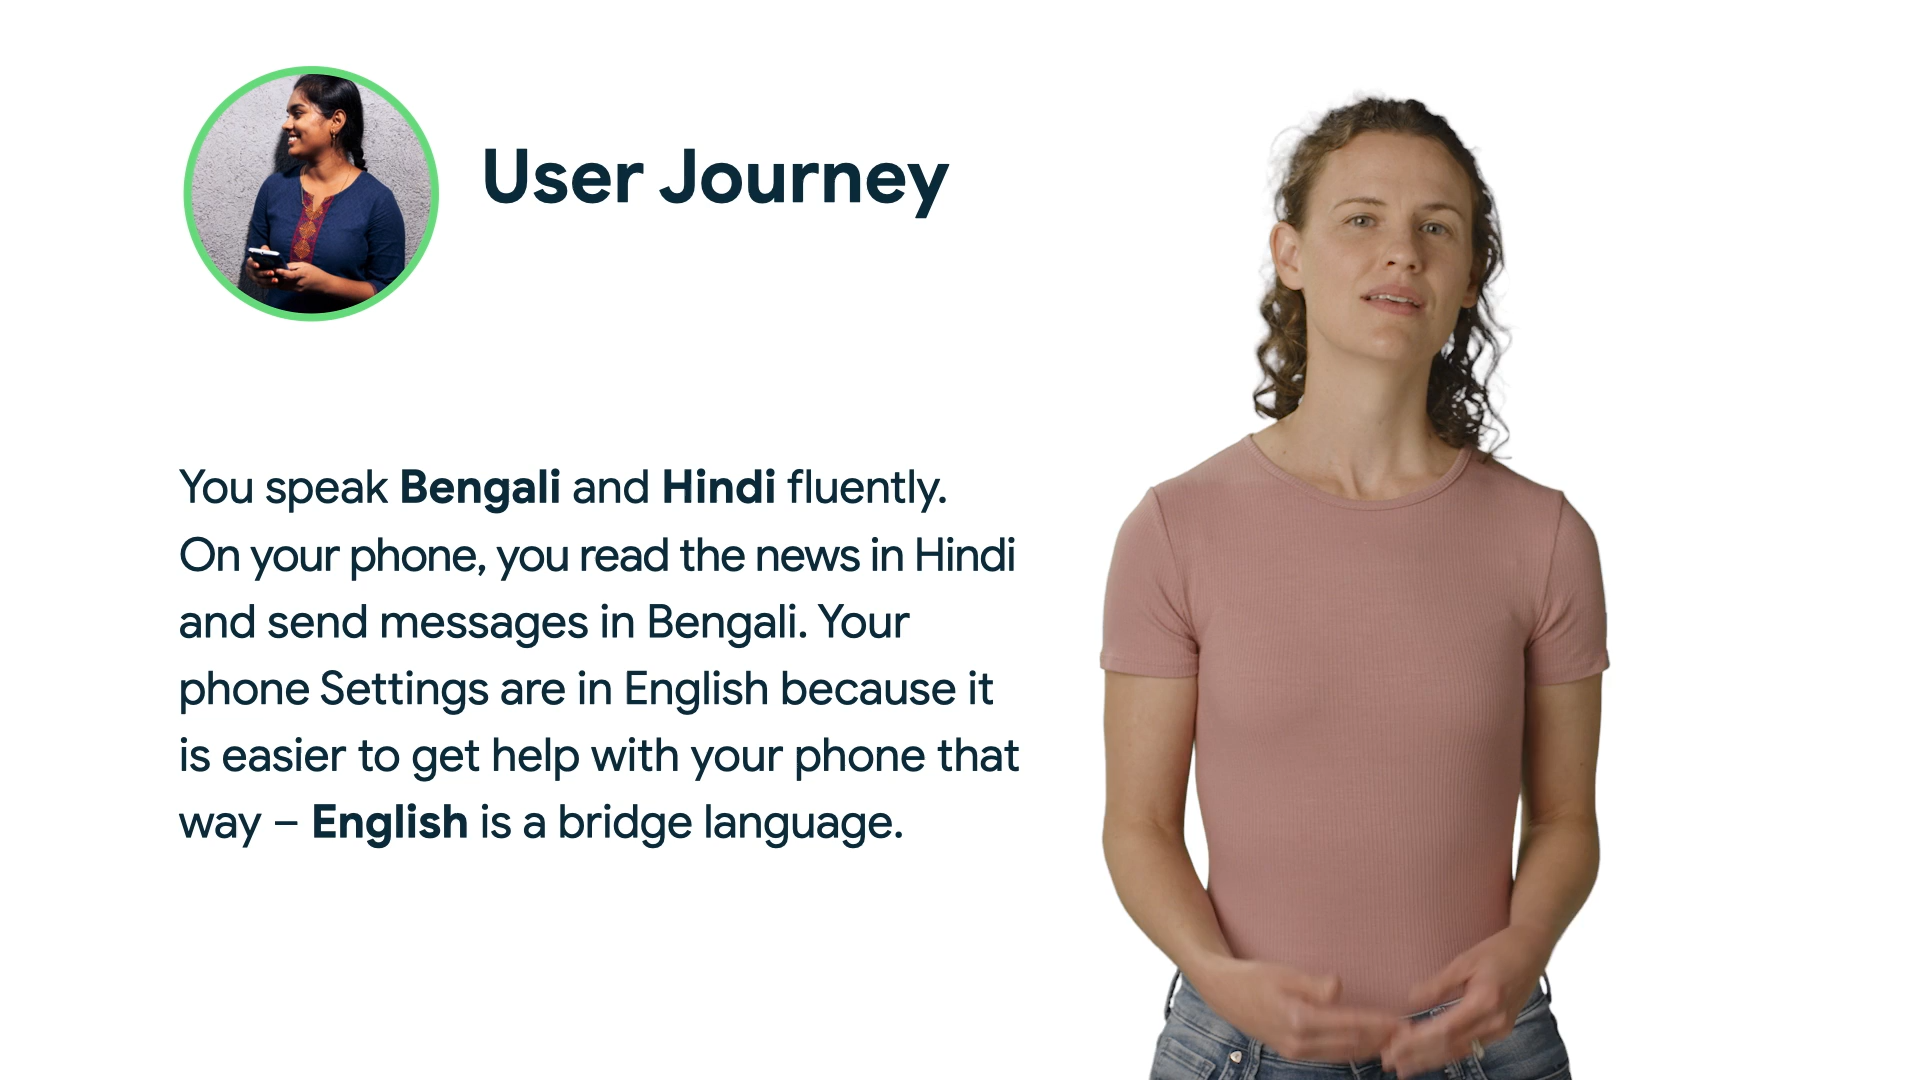 User Journey
You speak Bengali and Hindi fluently.
On your phone, you read the news in Hindi
and send messages in Bengali. Your
phone Settings are in English because it
is easier to get help with your phone that
way – English is a bridge language.